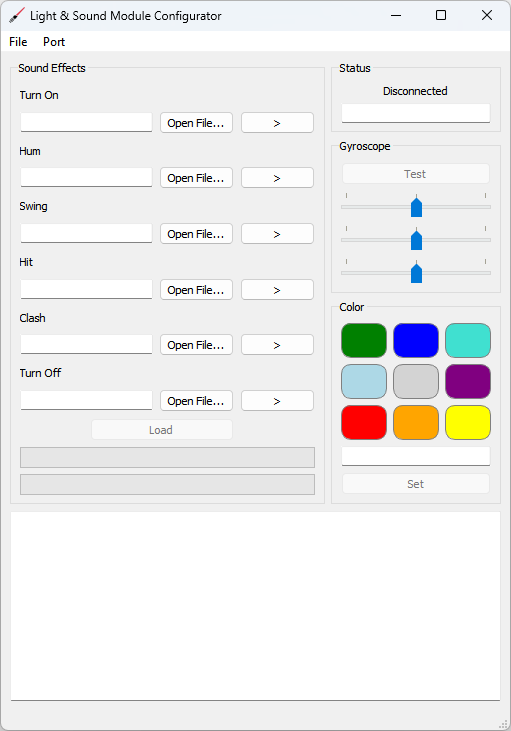 Light & Sound Module Configurator
File Port
Sound Effects
Turn On
Open File... >
Hum
Open File... >
Swing
Open File... >
Hit
Open File... >
Clash
Open File... >
Turn Off
Open File... >
Load
Status
Disconnected
Gyroscope
Test
Color
Set